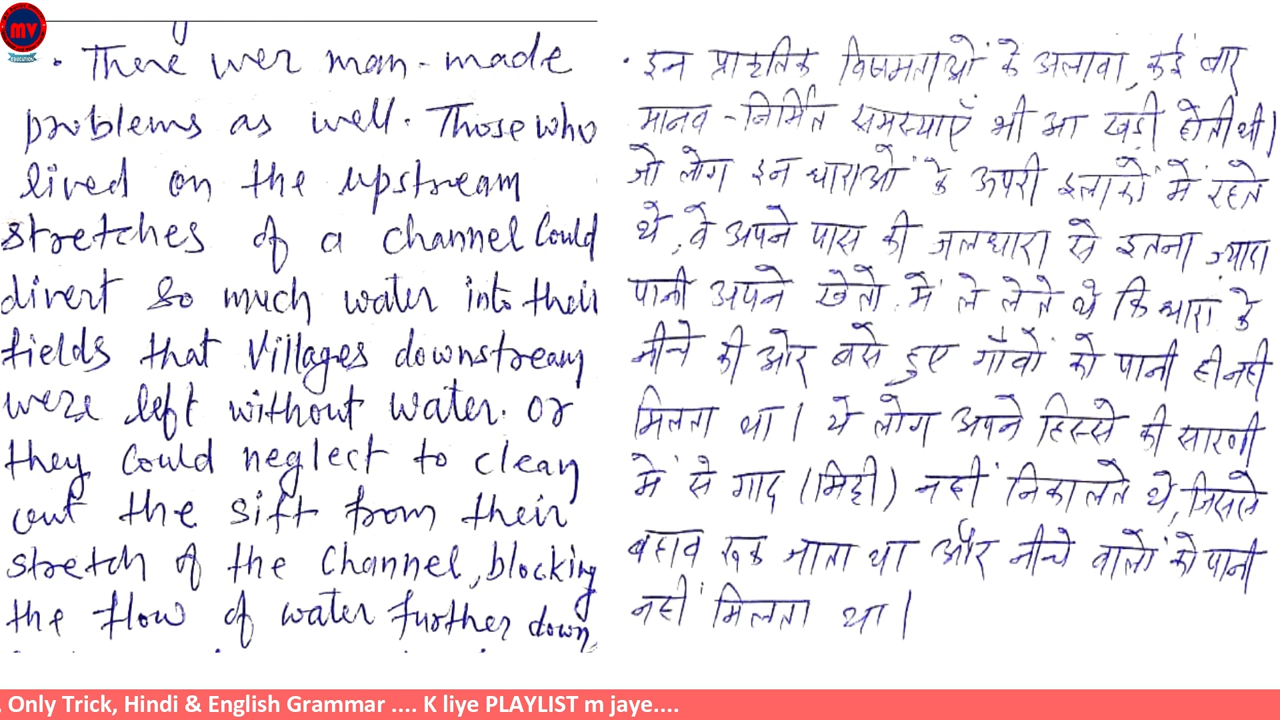 mv
EDUCATION
· There wer man-made
problems as well. Those who
lived on the upstream
stretches of a channel Could
divert so much water into their
fields that Villages downstream
were left without water. or
they could neglect to clean
out the sift from their
stretch of the Channel, blocking
the flow of water further down
· इन प्राकृतिक विषमताओं के अलावा, कई बार
मानव-निर्मित समस्याएँ भी आ खड़ी होती थी।
जो लोग इन धाराओं के ऊपरी इलाकों में रहते
थे, वे अपने पास की जलधारा से इतना ज्यादा
पानी अपने खेतों में ले लेते थे कि धारा के
नीचे की ओर बसे हुए गाँवों को पानी ही नही
मिलता था। ये लोग अपने हिस्से की सारणी
में से गाद (मिट्टी) नहीं निकालते थे, जिससे
बहाव रूक जाता था और नीचे वालों को पानी
नहीं मिलता था।
Only Trick, Hindi & English Grammar .... K liye PLAYLIST m jaye....